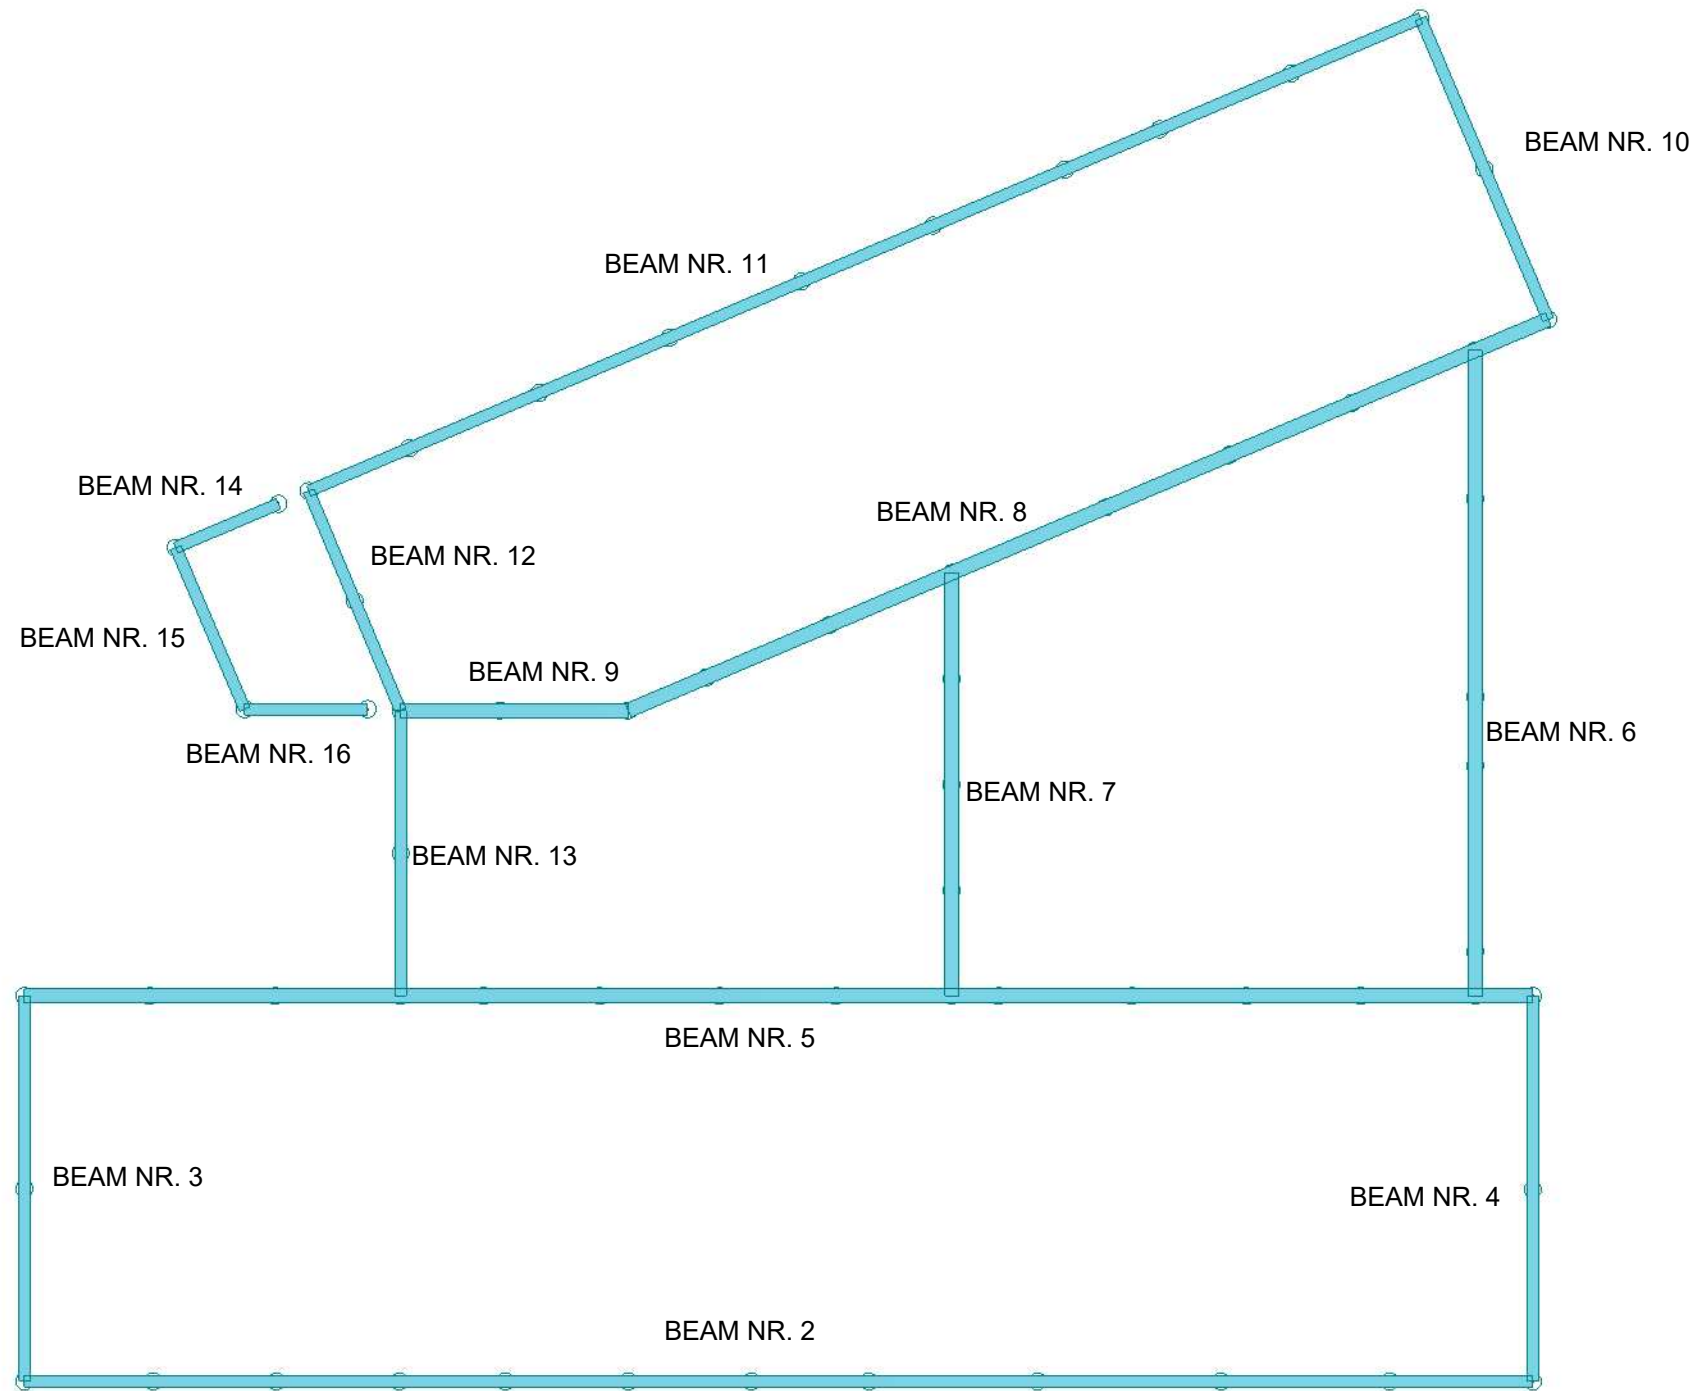 BEAM NR. 10
BEAM NR. 11
BEAM NR. 14
BEAM NR. 8
BEAM NR. 12
BEAM NR. 15
BEAM NR. 9
BEAM NR. 6
BEAM NR. 16
BEAM NR. 7
BEAM NR. 13
BEAM NR. 5
BEAM NR. 3
BEAM NR. 4
BEAM NR. 2